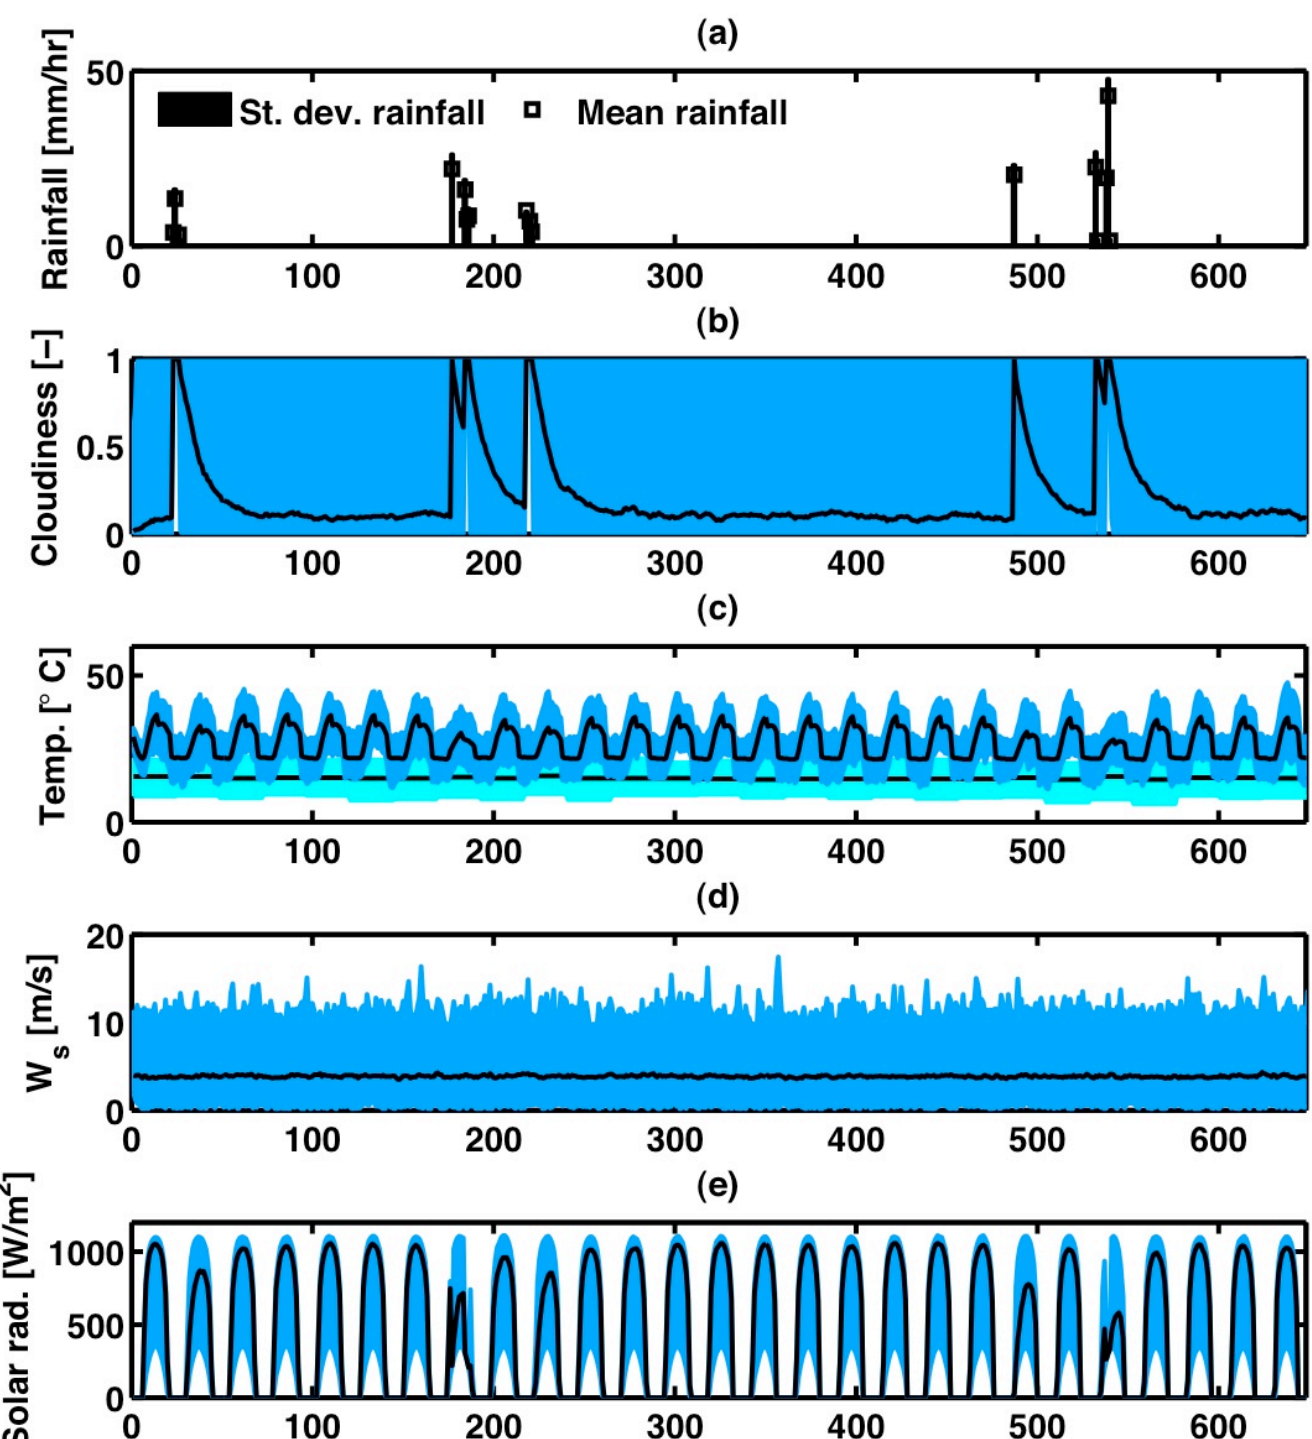 (a)
Rainfall [mm/hr]
50
0
St. dev. rainfall Mean rainfall
0 100 200 300 400 500 600
(b)
Cloudiness [–]
1
0.5
0
0 100 200 300 400 500 600
(c)
Temp. [° C]
50
0
0 100 200 300 400 500 600
(d)
Ws [m/s]
20
10
0
0 100 200 300 400 500 600
(e)
Solar rad. [W/m2]
1000
500
0
0 100 200 300 400 500 600